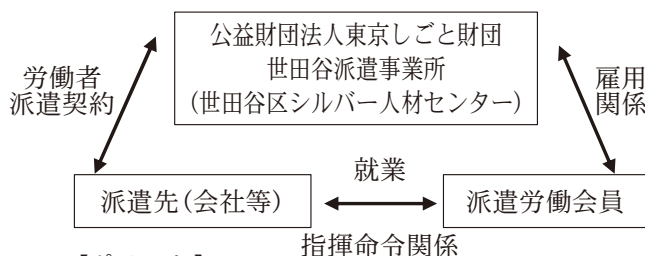 公益財団法人東京しごと財団
世田谷派遣事業所
(世田谷区シルバー人材センター)
労働者
派遣契約
雇用
関係
派遣先(会社等)
就業
派遣労働会員
指揮命令関係